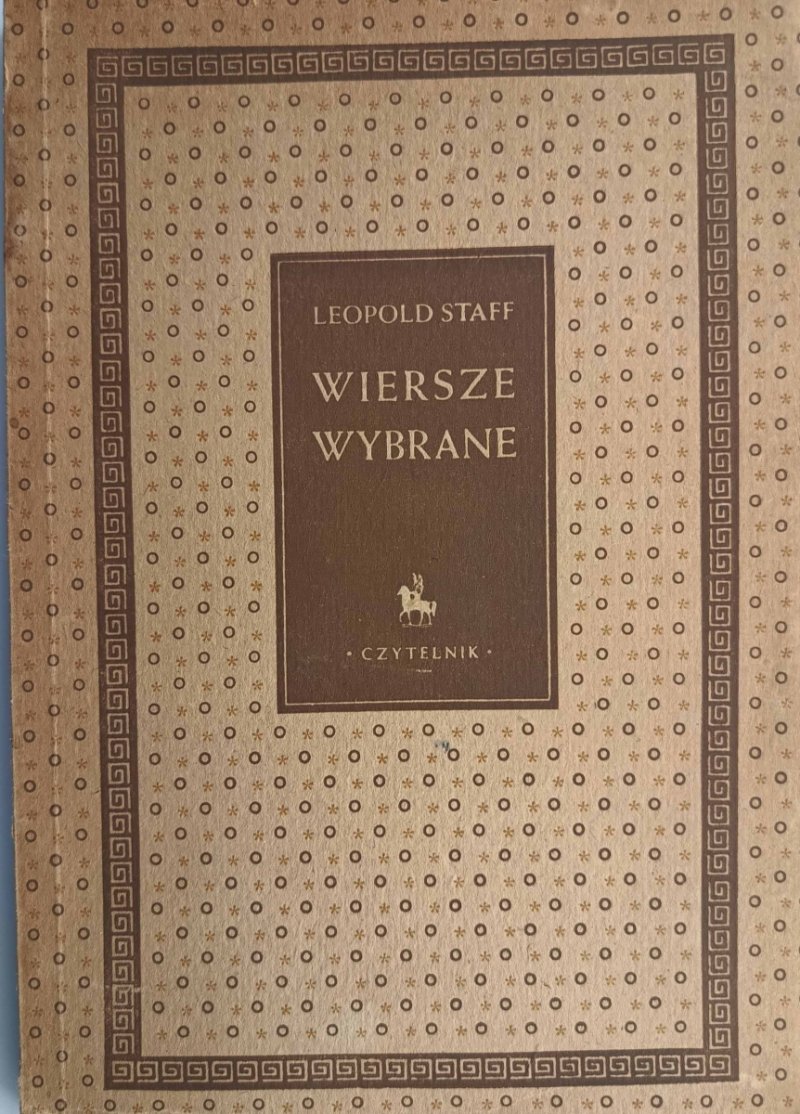 LEOPOLD STAFF
WIERSZE
WYBRANE
• CZYTELNIK •